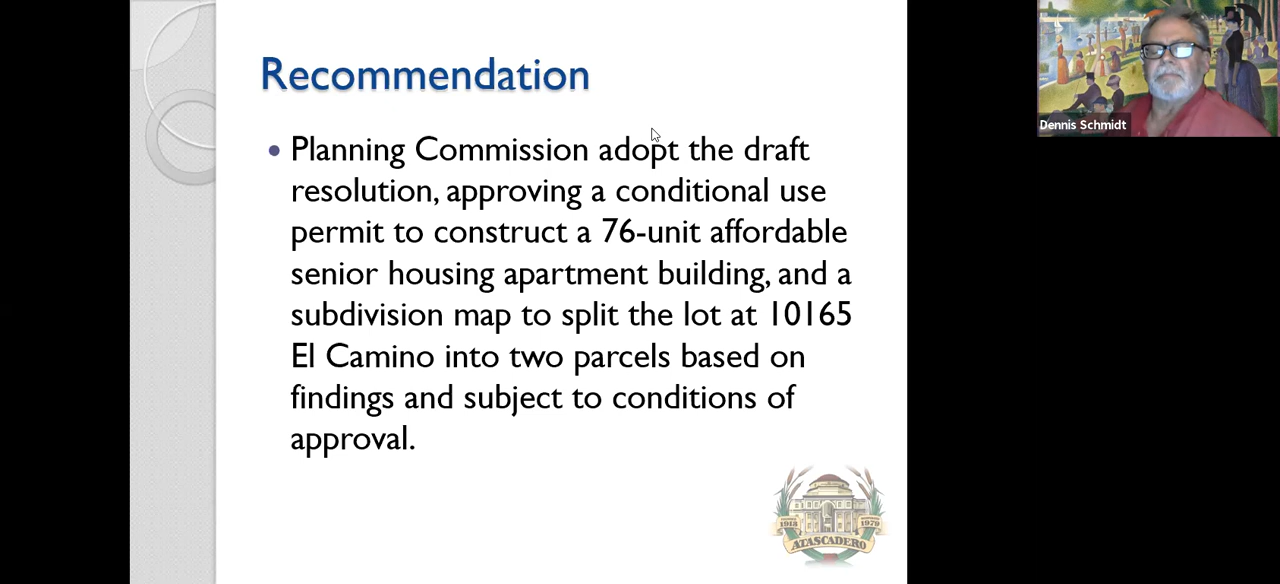 Recommendation
Planning Commission adopt the draft
resolution, approving a conditional use
permit to construct a 76-unit affordable
senior housing apartment building, and a
subdivision map to split the lot at 10165
El Camino into two parcels based on
findings and subject to conditions of
approval.
Dennis Schmidt
1913
1979
ATASCADERO